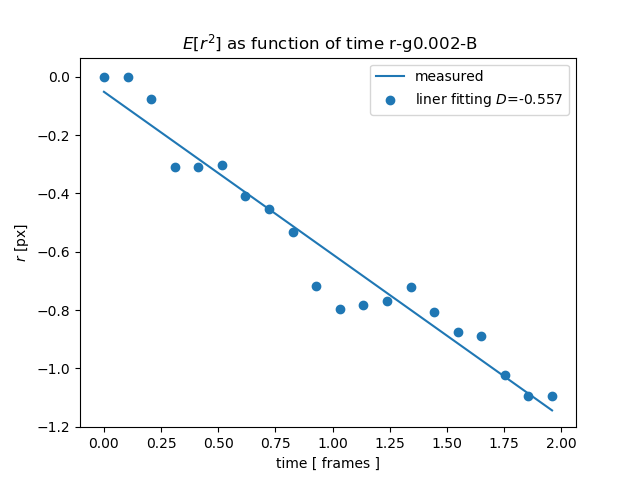 E[r²] as function of time r-g0.002-B
measured
liner fitting D=-0.557
0.0
−0.2
−0.4
−0.6
−0.8
−1.0
−1.2
r [px]
0.00 0.25 0.50 0.75 1.00 1.25 1.50 1.75 2.00
time [ frames ]